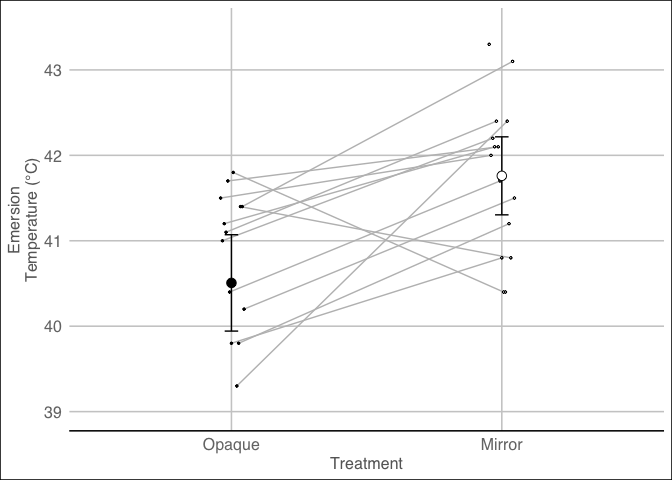 Emersion
Temperature (°C)
43
42
41
40
39
Opaque
Mirror
Treatment